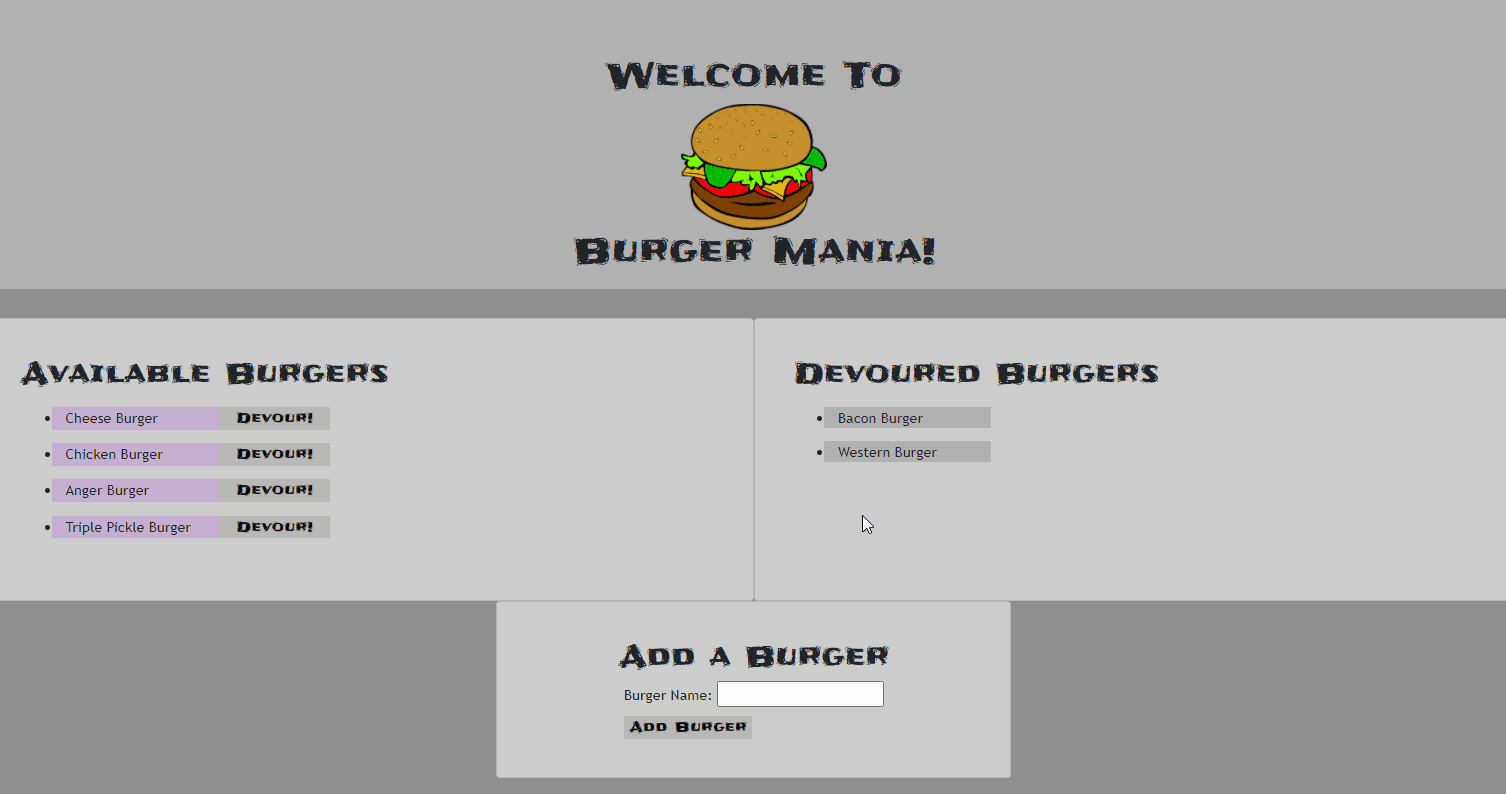 Welcome To
Burger Mania!
Available Burgers
Cheese Burger Devour!
Chicken Burger Devour!
Anger Burger Devour!
Triple Pickle Burger Devour!
Devoured Burgers
Bacon Burger
Western Burger
Add a Burger
Burger Name:
Add Burger